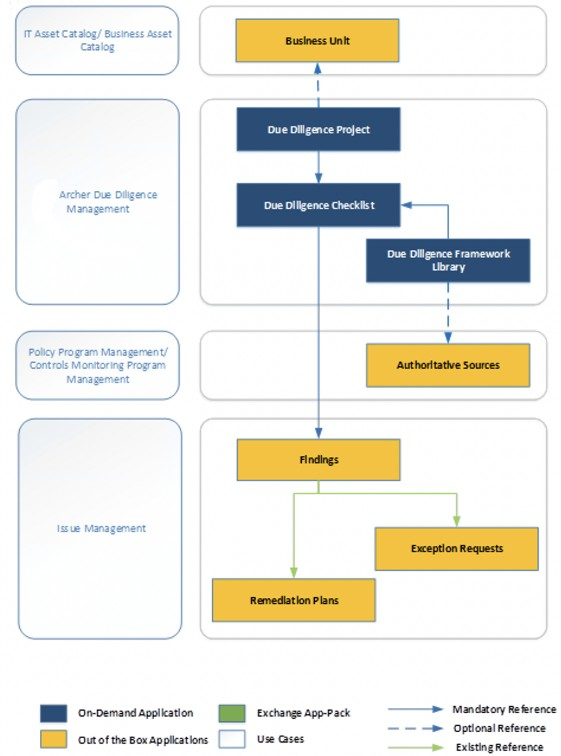 IT Asset Catalog/ Business Asset
Catalog
Business Unit
Due Diligence Project
Archer Due Diligence
Management
Due Diligence Checklist
Due Diligence Framework
Library
Policy Program Management/
Controls Monitoring Program
Management
Authoritative Sources
Findings
Issue Management
Exception Requests
Remediation Plans
On-Demand Application
Exchange App-Pack
Mandatory Reference
Optional Reference
Out of the Box Applications
Use Cases
Existing Reference